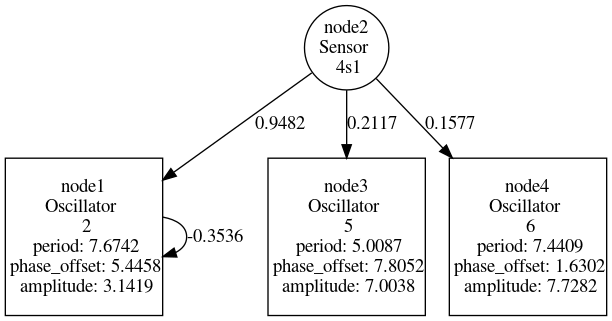 node2
Sensor
4s1
0.9482
0.2117
0.1577
node1
Oscillator
2
period: 7.6742
phase_offset: 5.4458
amplitude: 3.1419
-0.3536
node3
Oscillator
5
period: 5.0087
phase_offset: 7.8052
amplitude: 7.0038
node4
Oscillator
6
period: 7.4409
phase_offset: 1.6302
amplitude: 7.7282